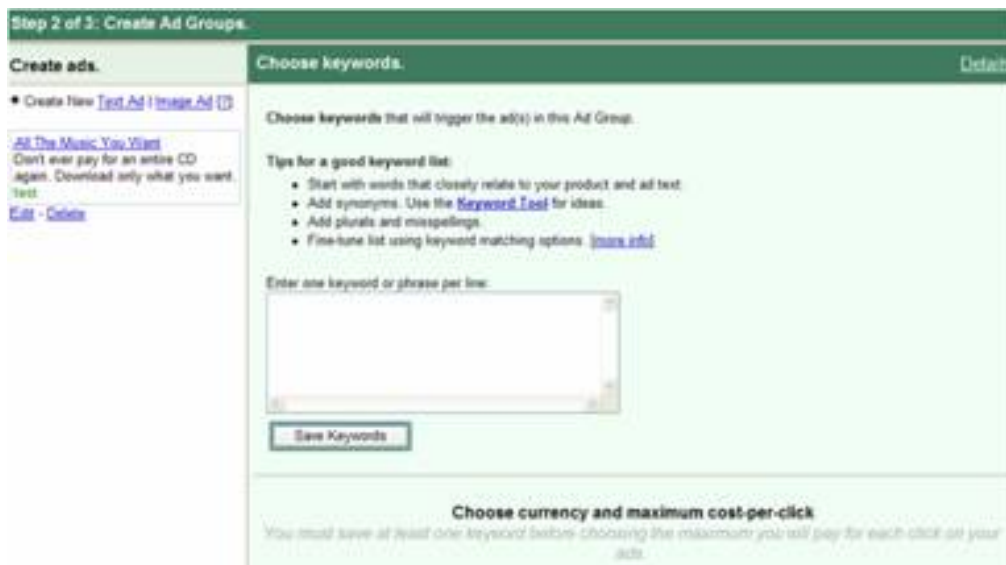 Step 2 of 3: Create Ad Groups.
Create ads.
• Create New Text Ad | Image Ad [?]
All The Music You Want
Don't ever pay for an entire CD
again. Download only what you want.
test
Edit - Delete
Choose keywords.
Details
Choose keywords that will trigger the ad(s) in this Ad Group.
Tips for a good keyword list:
• Start with words that closely relate to your product and ad text.
• Add synonyms. Use the Keyword Tool for ideas.
• Add plurals and misspellings.
• Fine-tune list using keyword matching options. [more info]
Enter one keyword or phrase per line:
Save Keywords
Choose currency and maximum cost-per-click
You must save at least one keyword before choosing the maximum you will pay for each click on your
ads.